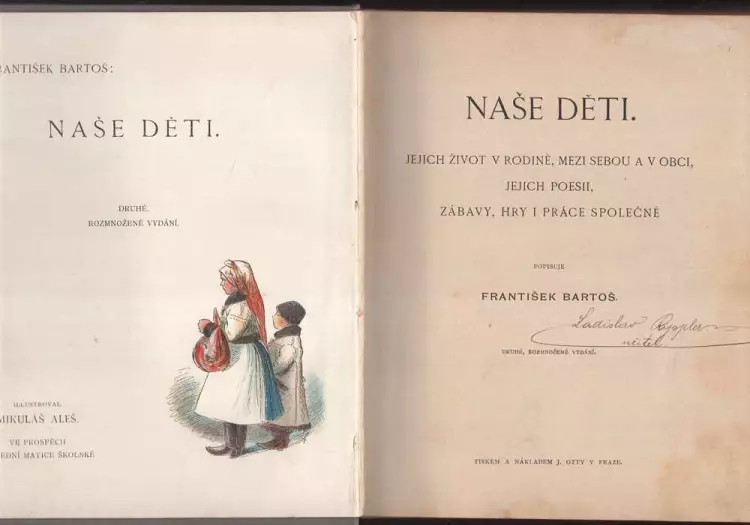 RANTIŠEK BARTOŠ:
NAŠE DĚTI.
DRUHÉ,
ROZMNOŽENÉ VYDÁNÍ.
ILLUSTROVAL
MIKULÁŠ ALEŠ.
VE PROSPĚCH
ŘEDNÍ MATICE ŠKOLSKÉ
NAŠE DĚTI.
JEJICH ŽIVOT V RODINĚ, MEZI SEBOU A V OBCI,
JEJICH POESII,
ZÁBAVY, HRY I PRÁCE SPOLEČNÉ
POPISUJE
FRANTIŠEK BARTOŠ.
Ladislav
učitel
DRUHÉ, ROZMNOŽENÉ VYDÁNÍ.
TISKEM A NÁKLADEM J. OTTY V PRAZE.